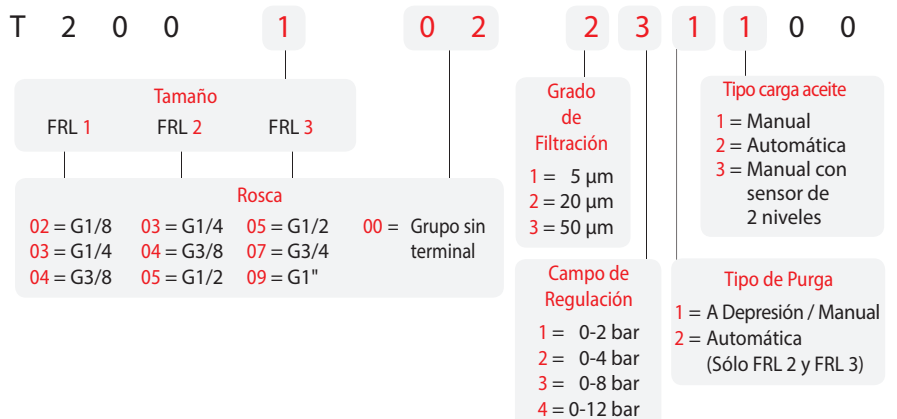 T 2 0 0 1 0 2 2 3 1 1 0 0
Tamaño
FRL 1 FRL 2 FRL 3
Rosca
02 = G1/8 03 = G1/4 05 = G1/2 00 = Grupo sin
03 = G1/4 04 = G3/8 07 = G3/4 terminal
04 = G3/8 05 = G1/2 09 = G1"
Grado
de
Filtración
1 = 5 µm
2 = 20 µm
3 = 50 µm
Campo de
Regulación
1 = 0-2 bar
2 = 0-4 bar
3 = 0-8 bar
4 = 0-12 bar
Tipo carga aceite
1 = Manual
2 = Automática
3 = Manual con
sensor de
2 niveles
Tipo de Purga
1 = A Depresión / Manual
2 = Automática
(Sólo FRL 2 y FRL 3)